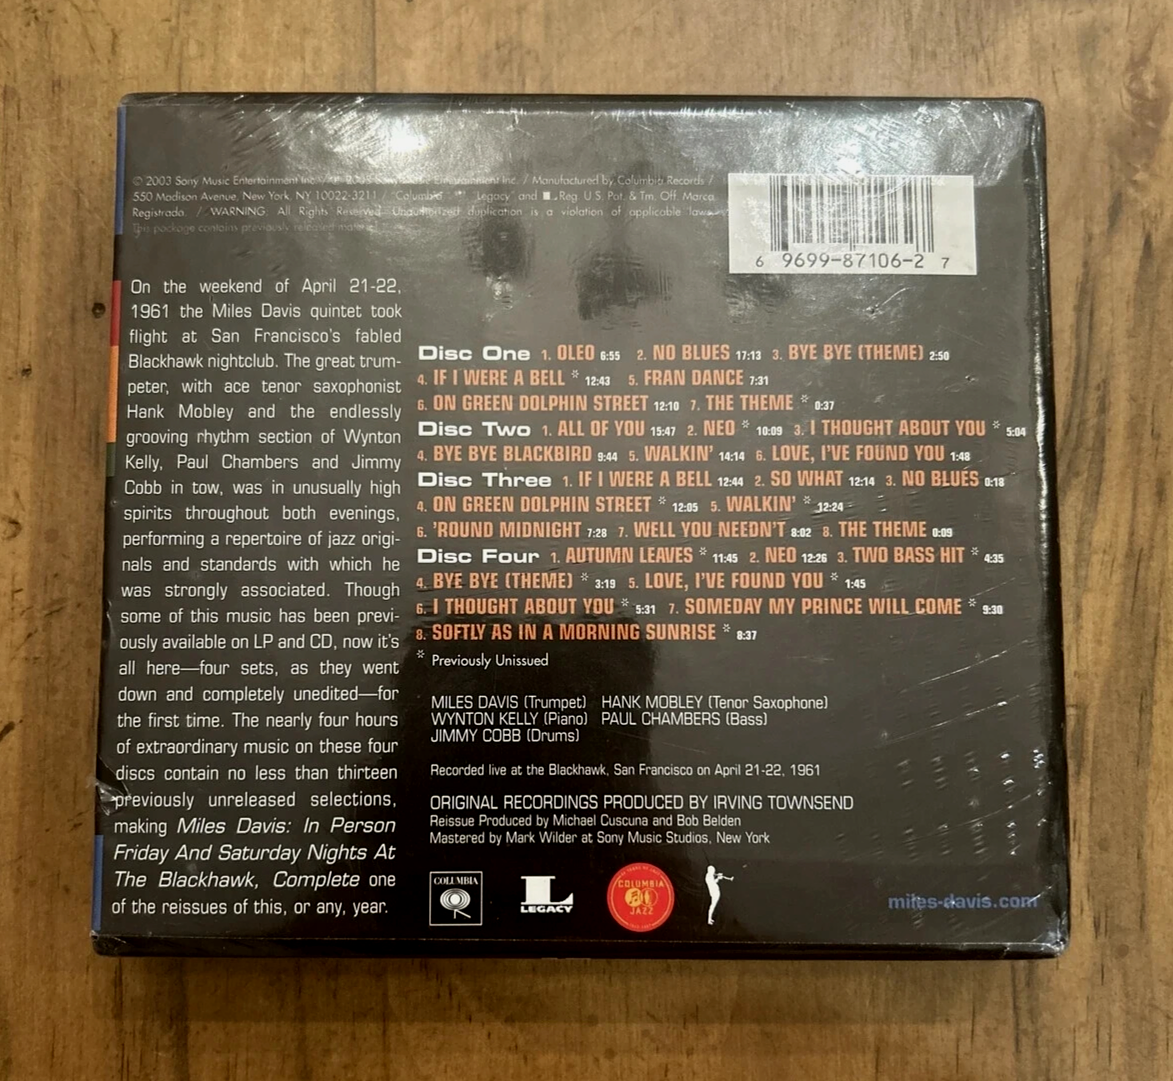 © 2003 Sony Music Entertainment Inc. / Manufactured by Columbia Records /
550 Madison Avenue, New York, NY 10022-3211 "Columbia" "Legacy" and Reg. U.S. Pat. & Tm. Off. Marca
Registrada. / WARNING: All Rights Reserved. Unauthorized duplication is a violation of applicable laws.
This package contains previously released material.
6 9699-87106-2 7
On the weekend of April 21-22,
1961 the Miles Davis quintet took
flight at San Francisco's fabled
Blackhawk nightclub. The great trum-
peter, with ace tenor saxophonist
Hank Mobley and the endlessly
grooving rhythm section of Wynton
Kelly, Paul Chambers and Jimmy
Cobb in tow, was in unusually high
spirits throughout both evenings,
performing a repertoire of jazz origi-
nals and standards with which he
was strongly associated. Though
some of this music has been previ-
ously available on LP and CD, now it's
all here—four sets, as they went
down and completely unedited—for
the first time. The nearly four hours
of extraordinary music on these four
discs contain no less than thirteen
previously unreleased selections,
making Miles Davis: In Person
Friday And Saturday Nights At
The Blackhawk, Complete one
of the reissues of this, or any, year.
Disc One 1. OLEO 6:55 2. NO BLUES 17:13 3. BYE BYE (THEME) 2:50
4. IF I WERE A BELL * 12:43 5. FRAN DANCE 7:31
6. ON GREEN DOLPHIN STREET 12:10 7. THE THEME * 0:37
Disc Two 1. ALL OF YOU 15:47 2. NEO * 10:09 3. I THOUGHT ABOUT YOU * 5:04
4. BYE BYE BLACKBIRD 9:44 5. WALKIN' 14:14 6. LOVE, I'VE FOUND YOU 1:48
Disc Three 1. IF I WERE A BELL 12:44 2. SO WHAT 12:14 3. NO BLUES 0:18
4. ON GREEN DOLPHIN STREET * 12:05 5. WALKIN' * 12:24
6. 'ROUND MIDNIGHT 7:28 7. WELL YOU NEEDN'T 8:02 8. THE THEME 0:09
Disc Four 1. AUTUMN LEAVES * 11:45 2. NEO 12:26 3. TWO BASS HIT * 4:35
4. BYE BYE (THEME) * 3:19 5. LOVE, I'VE FOUND YOU * 1:45
6. I THOUGHT ABOUT YOU * 5:31 7. SOMEDAY MY PRINCE WILL COME * 9:30
8. SOFTLY AS IN A MORNING SUNRISE * 8:37
* Previously Unissued
MILES DAVIS (Trumpet) HANK MOBLEY (Tenor Saxophone)
WYNTON KELLY (Piano) PAUL CHAMBERS (Bass)
JIMMY COBB (Drums)
Recorded live at the Blackhawk, San Francisco on April 21-22, 1961
ORIGINAL RECORDINGS PRODUCED BY IRVING TOWNSEND
Reissue Produced by Michael Cuscuna and Bob Belden
Mastered by Mark Wilder at Sony Music Studios, New York
COLUMBIA
L
LEGACY
COLUMBIA
JAZZ
miles-davis.com